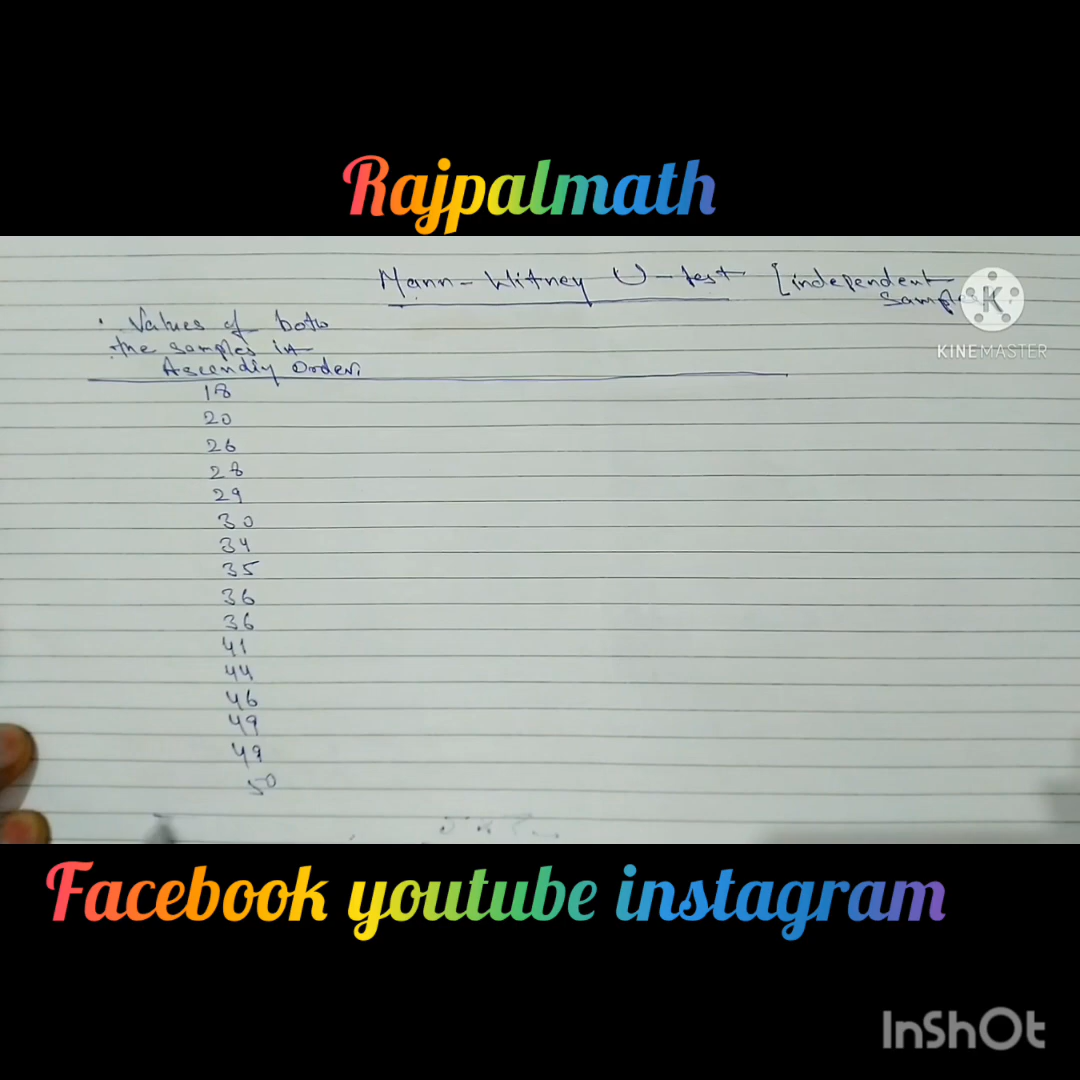 Rajpalmath
Mann-Witney U-test [independent
K
KINEMASTER
. Values of both
the samples in
Ascending Order,
18
20
26
28
29
30
34
35
36
36
41
44
46
49
49
50
Facebook youtube instagram
InShOt